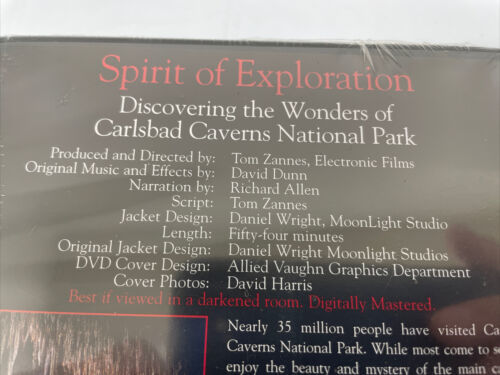 Spirit of Exploration
Discovering the Wonders of
Carlsbad Caverns National Park
Produced and Directed by: Tom Zannes, Electronic Films
Original Music and Effects by: David Dunn
Narration by: Richard Allen
Script: Tom Zannes
Jacket Design: Daniel Wright, MoonLight Studio
Length: Fifty-four minutes
Original Jacket Design: Daniel Wright Moonlight Studios
DVD Cover Design: Allied Vaughn Graphics Department
Cover Photos: David Harris
Best if viewed in a darkened room. Digitally Mastered.
Nearly 35 million people have visited Ca
Caverns National Park. While most come to se
enjoy the beauty and mystery of the main ca